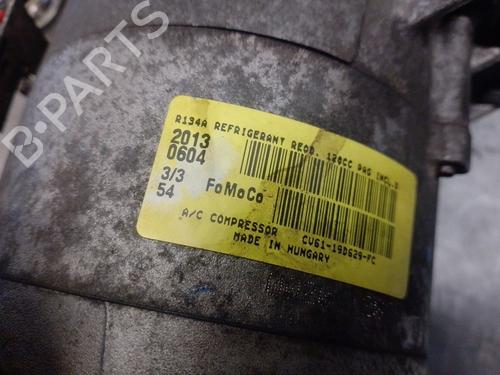 R134A REFRIGERANT REQD. 120CC PAG INCL.
2013
0604
3/3
54
FoMoCo
A/C COMPRESSOR CV61-19D629-FC
MADE IN HUNGARY
B-PARTS